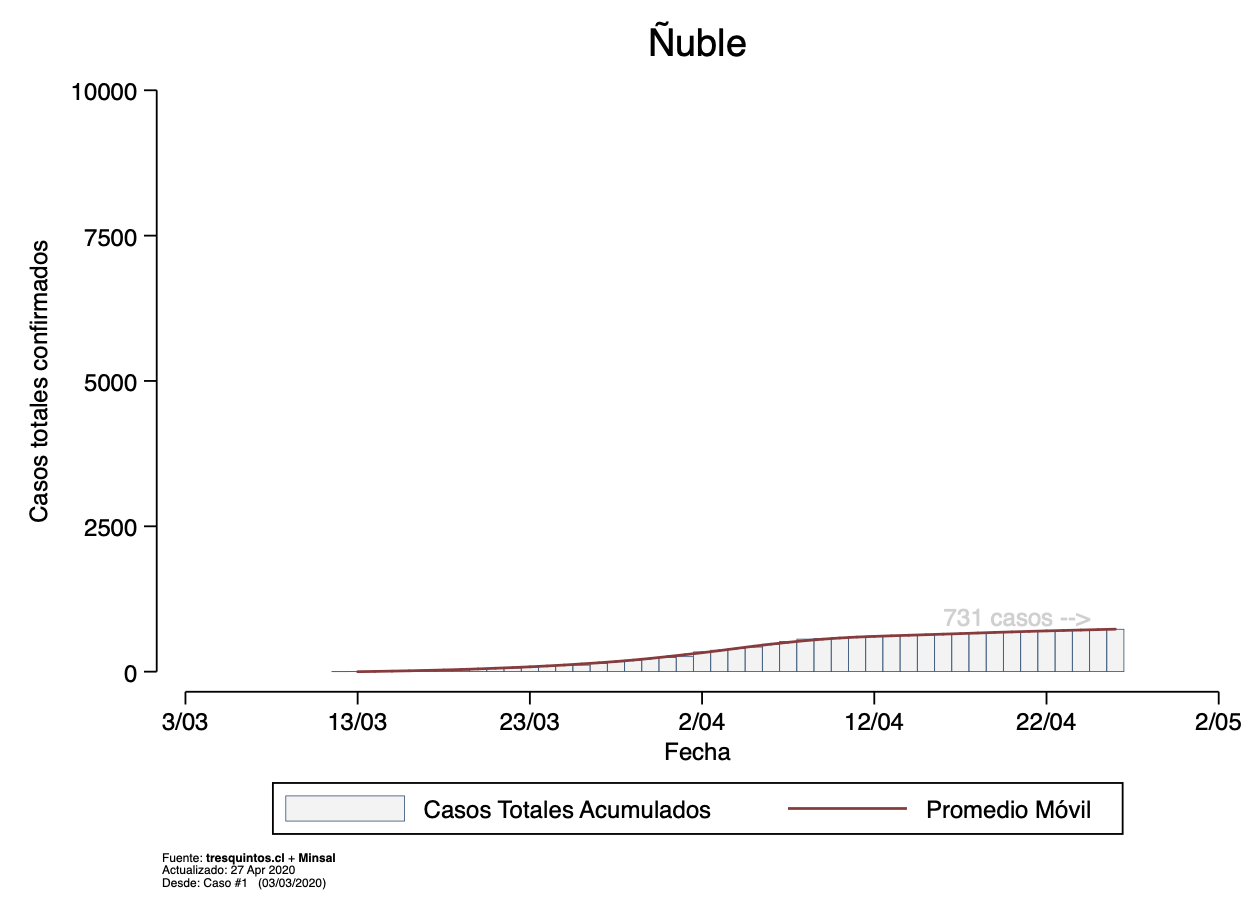 Ñuble
10000
7500
5000
2500
0
Casos totales confirmados
731 casos -->
3/03 13/03 23/03 2/04 12/04 22/04 2/05
Fecha
Casos Totales Acumulados Promedio Móvil
Fuente: tresquintos.cl + Minsal
Actualizado: 27 Apr 2020
Desde: Caso #1 (03/03/2020)